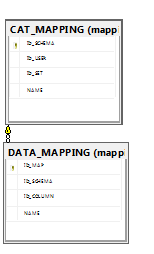 CAT_MAPPING (mapp
ID_SCHEMA
ID_USER
ID_SET
NAME
DATA_MAPPING (mapp
ID_MAP
ID_SCHEMA
ID_COLUMN
NAME